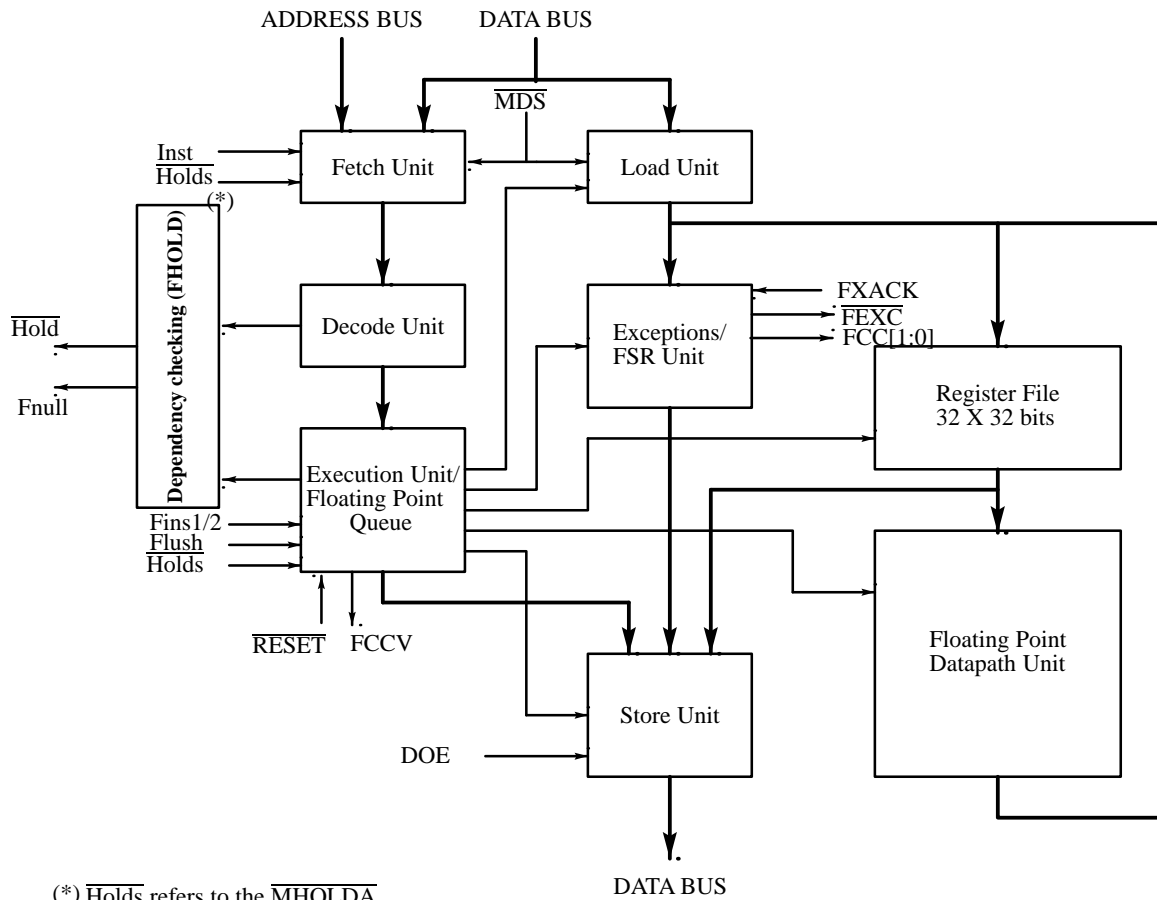 ADDRESS BUS
DATA BUS
MDS
Inst
Holds
(*)
Fetch Unit
Load Unit
Dependency checking (FHOLD)
Hold
Fnull
Decode Unit
Exceptions/
FSR Unit
FXACK
FEXC
FCC[1:0]
Register File
32 X 32 bits
Execution Unit/
Floating Point
Queue
Fins1/2
Flush
Holds
RESET
FCCV
Floating Point
Datapath Unit
Store Unit
DOE
DATA BUS
(*) Holds refers to the MHOLDA